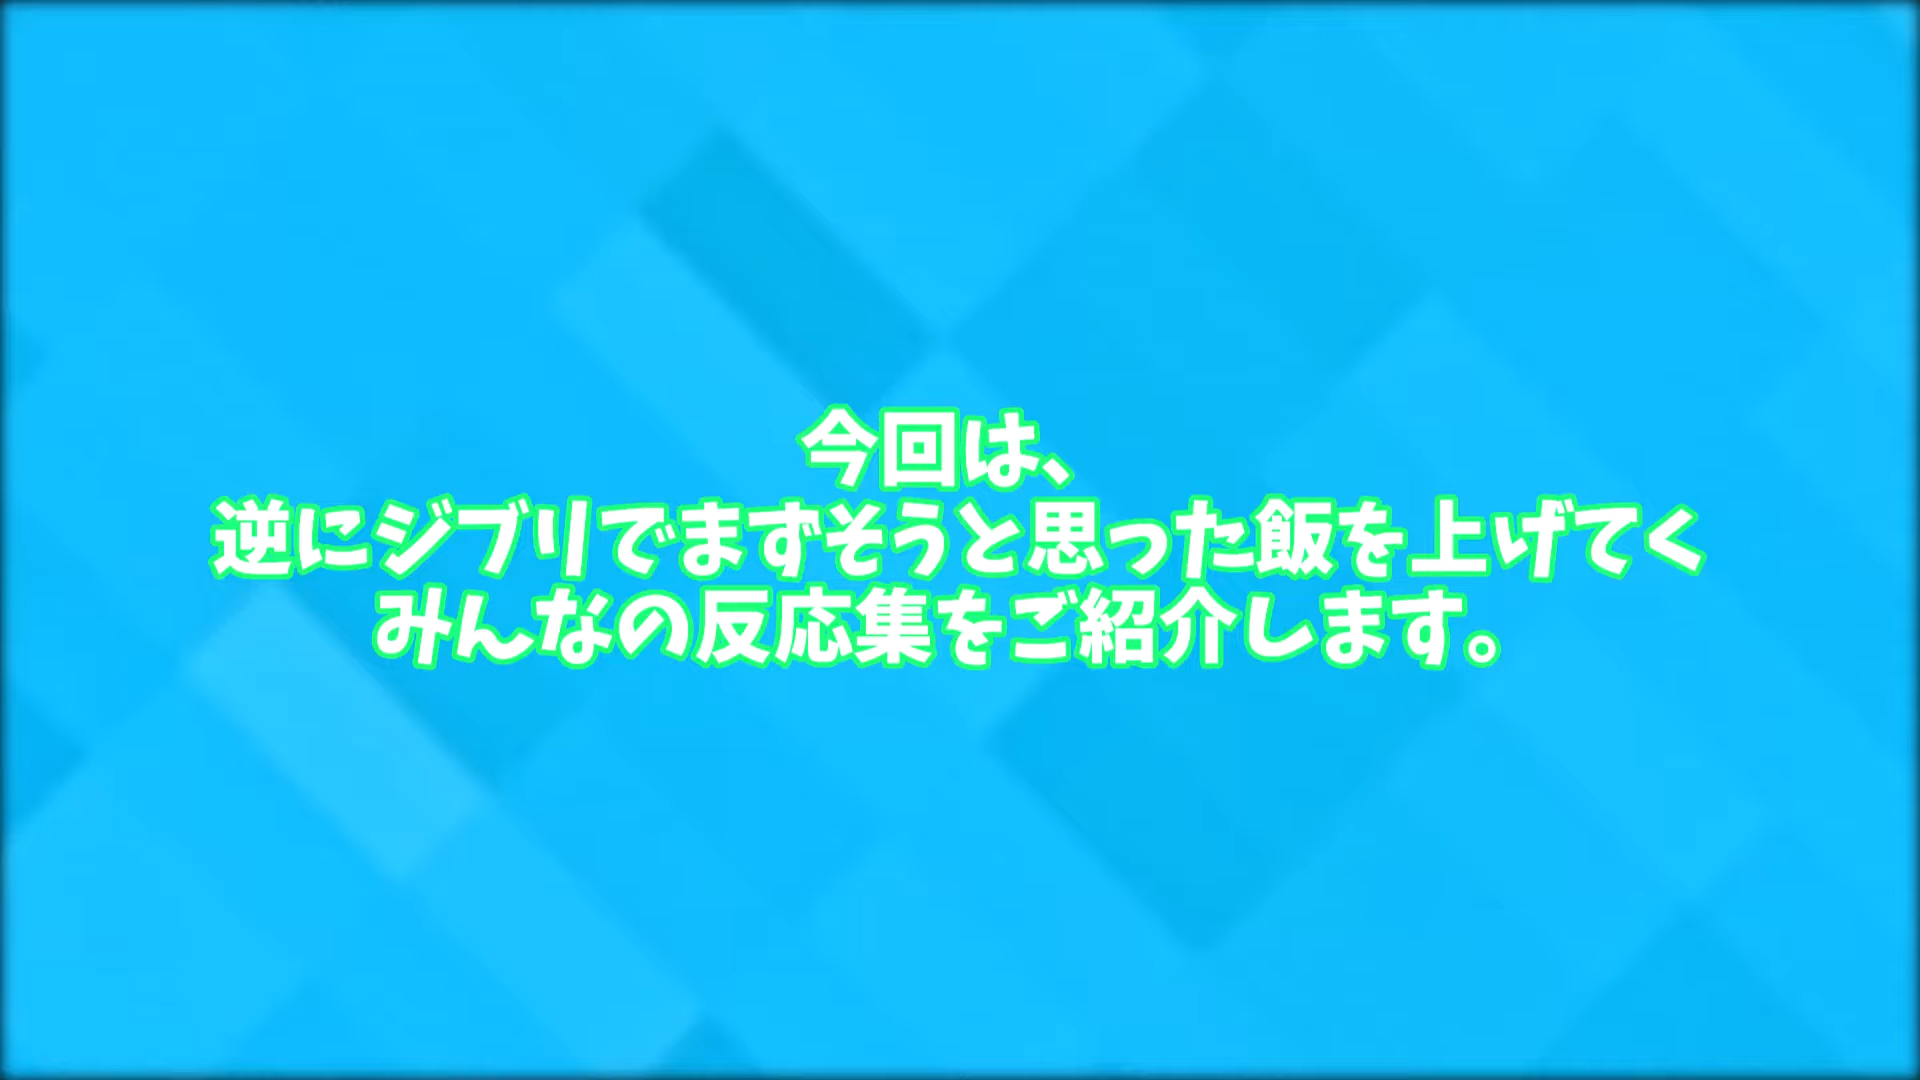 今回は、
逆にジブリでまずそうと思った飯を上げてく
みんなの反応集をご紹介します。